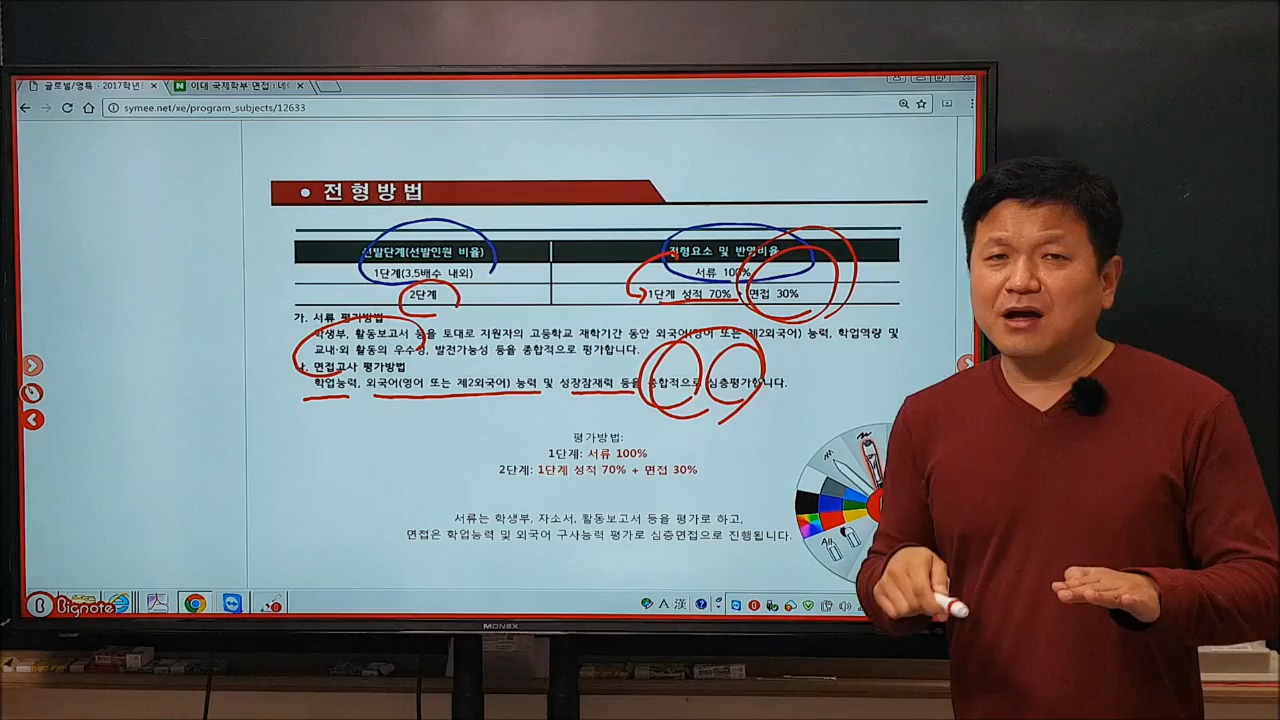 글로벌/영특 - 2017학년
이대 국제학부 면접 : 네이
symee.net/xe/program_subjects/12633
전형방법
선발단계(선발인원 비율) 전형요소 및 반영비율
1단계(3.5배수 내외) 서류 100%
2단계 1단계 성적 70% + 면접 30%
가. 서류 평가방법
학생부, 활동보고서 등을 토대로 지원자의 고등학교 재학기간 동안 외국어(영어 또는 제2외국어) 능력, 학업역량 및
교내·외 활동의 우수성, 발전가능성 등을 종합적으로 평가합니다.
나. 면접고사 평가방법
학업능력, 외국어(영어 또는 제2외국어) 능력 및 성장잠재력 등을 종합적으로 심층평가합니다.
평가방법:
1단계: 서류 100%
2단계: 1단계 성적 70% + 면접 30%
서류는 학생부, 자소서, 활동보고서 등을 평가로 하고,
면접은 학업능력 및 외국어 구사능력 평가로 심층면접으로 진행됩니다.
All
Bignote
A 漢
MONEX